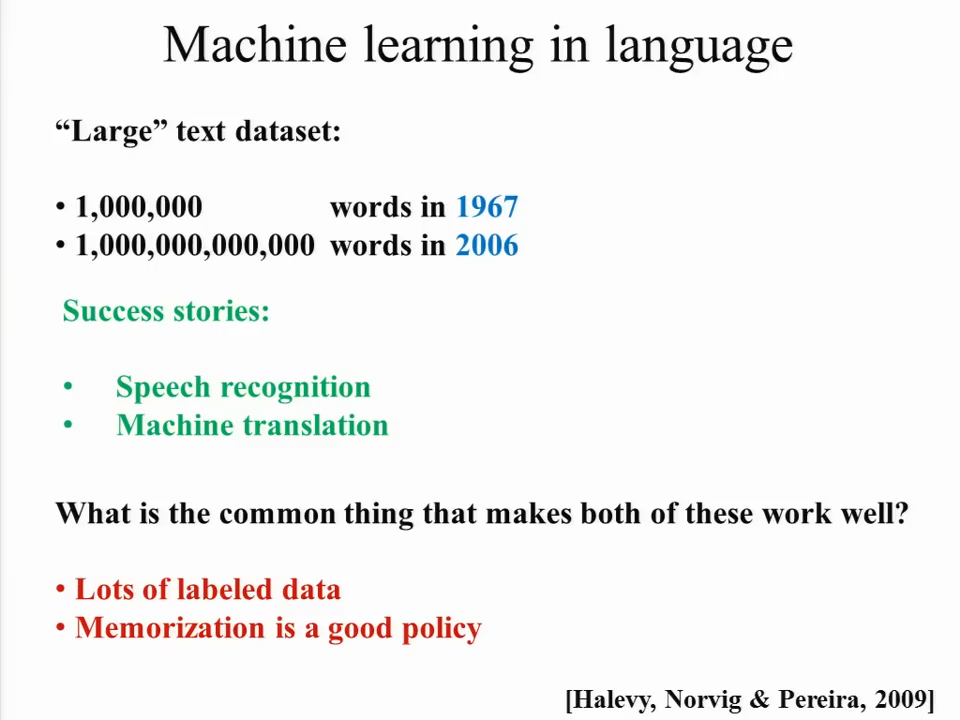 Machine learning in language
“Large” text dataset:
• 1,000,000 words in 1967
• 1,000,000,000,000 words in 2006
Success stories:
• Speech recognition
• Machine translation
What is the common thing that makes both of these work well?
• Lots of labeled data
• Memorization is a good policy
[Halevy, Norvig & Pereira, 2009]